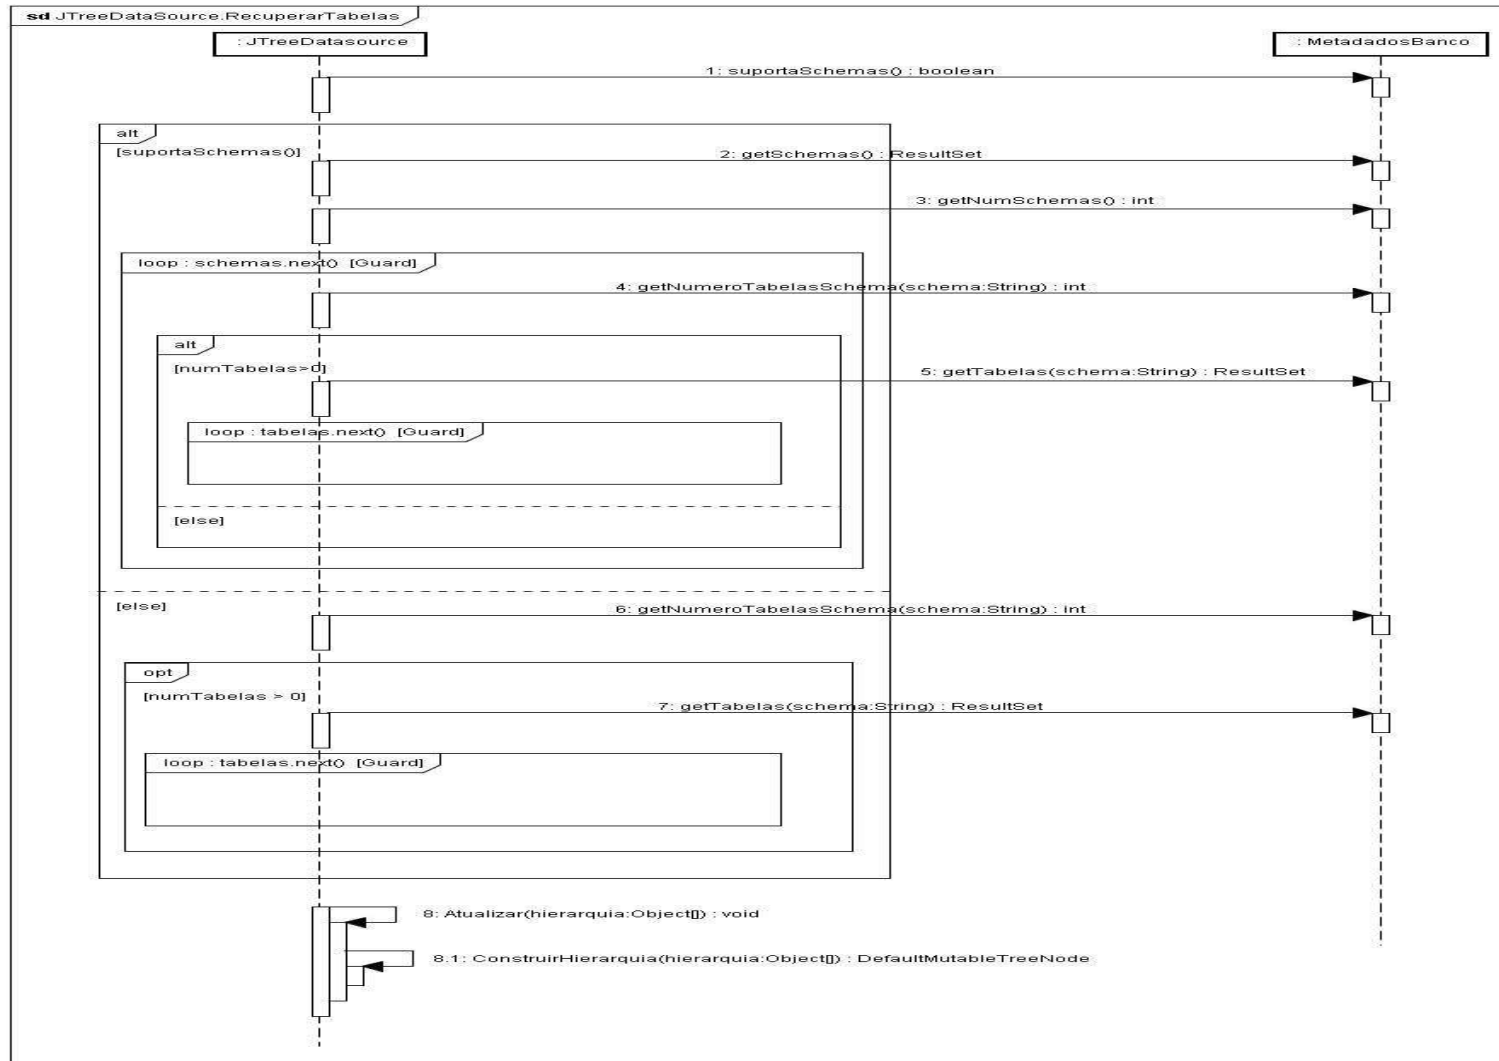 sd JTreeDataSource.RecuperarTabelas
: JTreeDatasource
: MetadadosBanco
1: suportaSchemas() : boolean
alt
[suportaSchemas()]
2: getSchemas() : ResultSet
3: getNumSchemas() : int
loop : schemas.next() [Guard]
4: getNumeroTabelasSchema(schema:String) : int
alt
[numTabelas>0]
5: getTabelas(schema:String) : ResultSet
loop : tabelas.next() [Guard]
[else]
[else]
6: getNumeroTabelasSchema(schema:String) : int
opt
[numTabelas > 0]
7: getTabelas(schema:String) : ResultSet
loop : tabelas.next() [Guard]
8: Atualizar(hierarquia:Object[]) : void
8.1: ConstruirHierarquia(hierarquia:Object[]) : DefaultMutableTreeNode